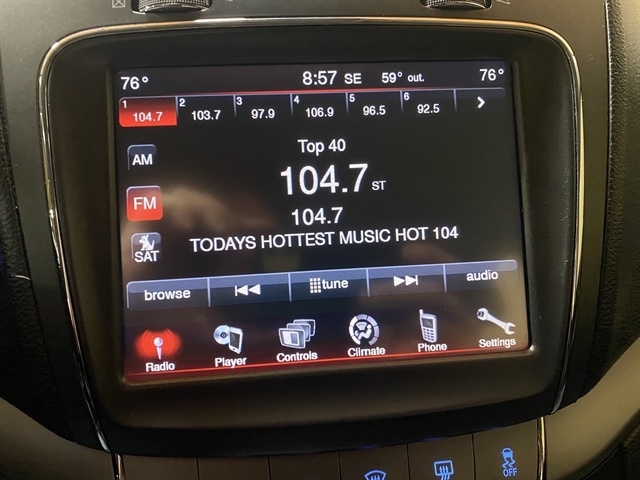 76° 8:57 SE 59° out. 76°
1 104.7 2 103.7 3 97.9 4 106.9 5 96.5 6 92.5
AM
Top 40
104.7 ST
FM
104.7
SAT
TODAYS HOTTEST MUSIC HOT 104
browse tune audio
Radio Player Controls Climate Phone Settings
OFF